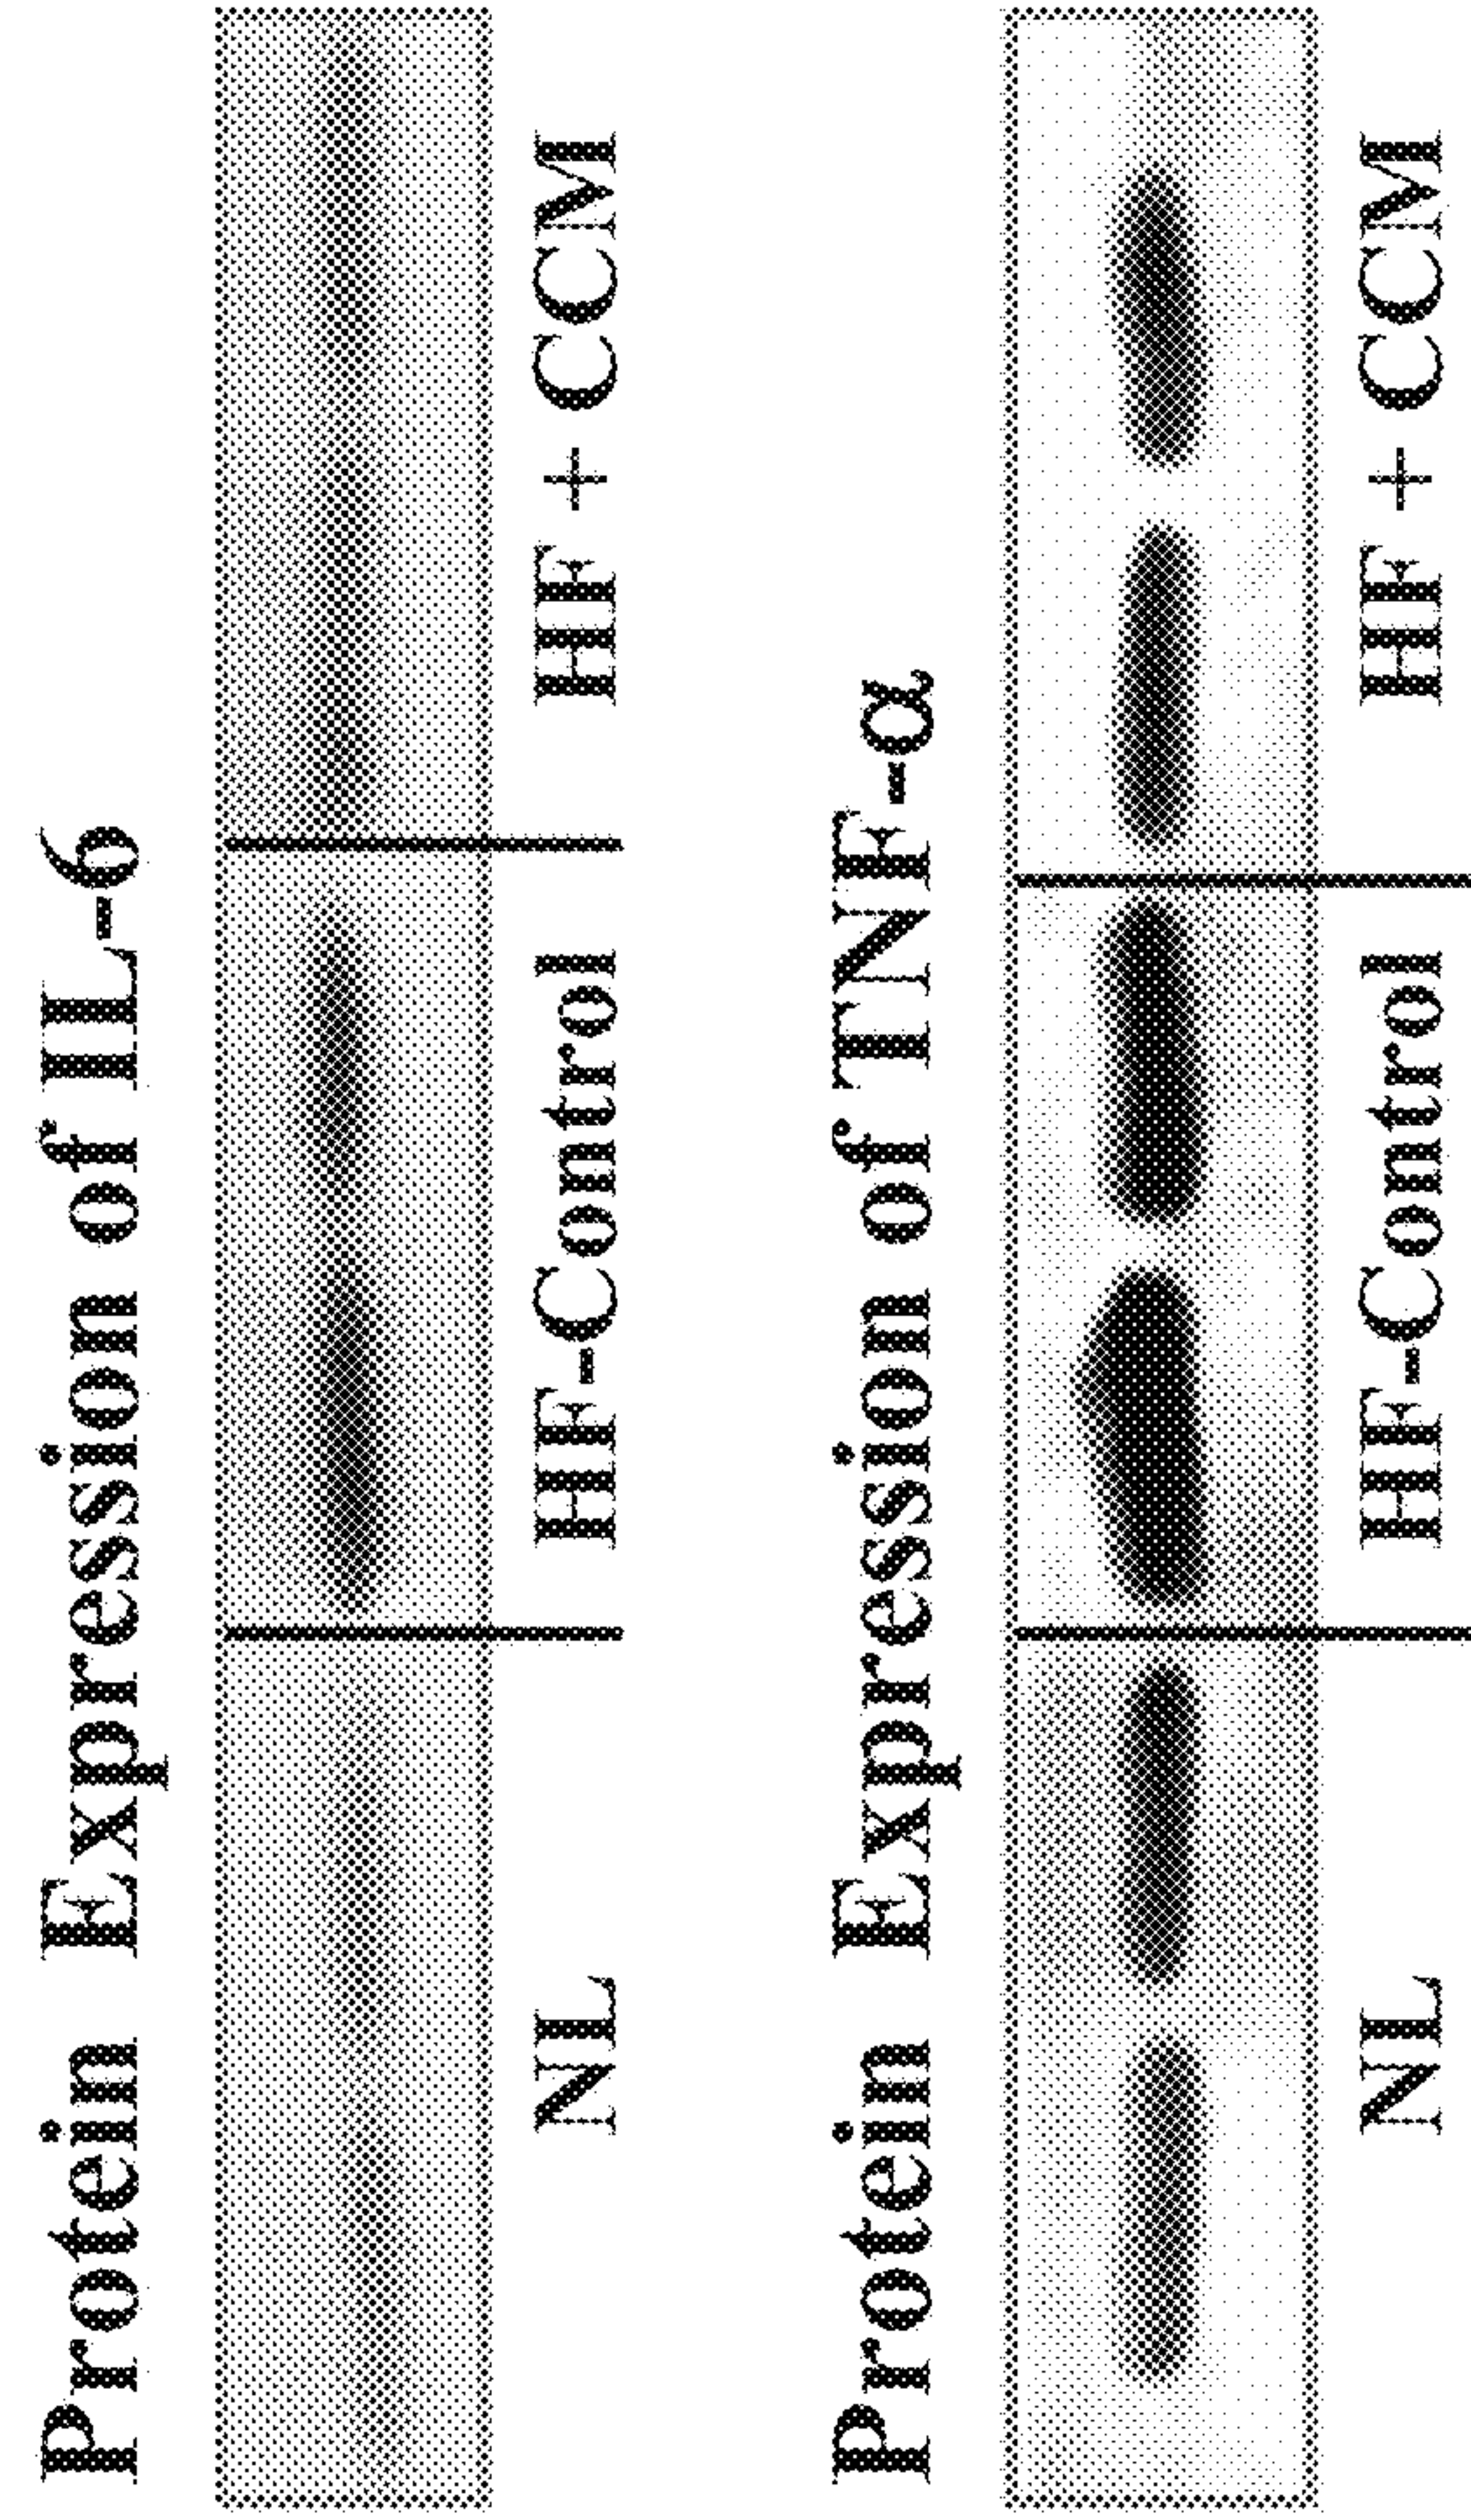 Protein Expression of IL-6
NL HF-Control HF + CCM
Protein Expression of TNF-α
NL HF-Control HF + CCM